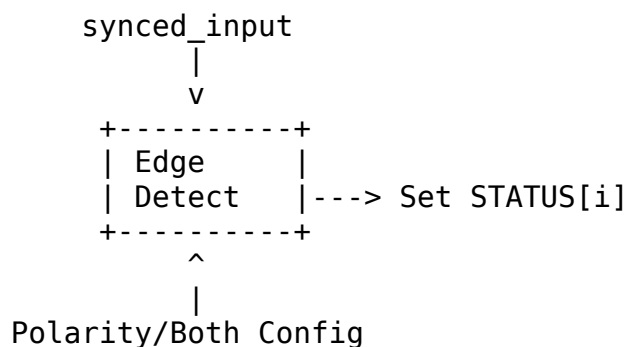 synced_input
|
v
+----------+
| Edge     |
| Detect   |---> Set STATUS[i]
+----------+
^
|
Polarity/Both Config